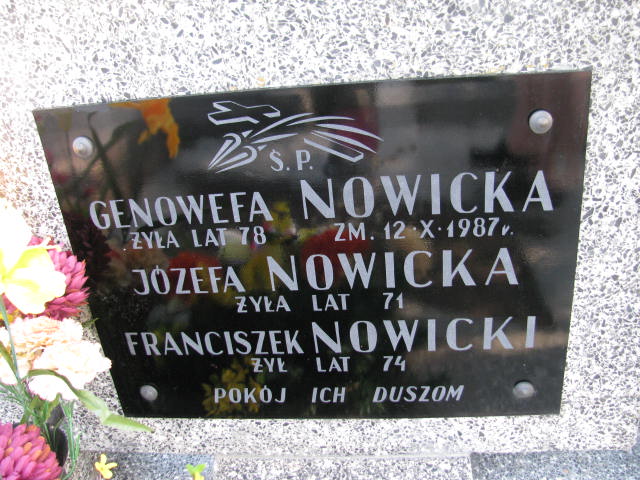 Ś.P.
GENOWEFA NOWICKA
ŻYŁA LAT 78 ZM. 12·X·1987r.
JÓZEFA NOWICKA
ŻYŁA LAT 71
FRANCISZEK NOWICKI
ŻYŁ LAT 74
POKÓJ ICH DUSZOM